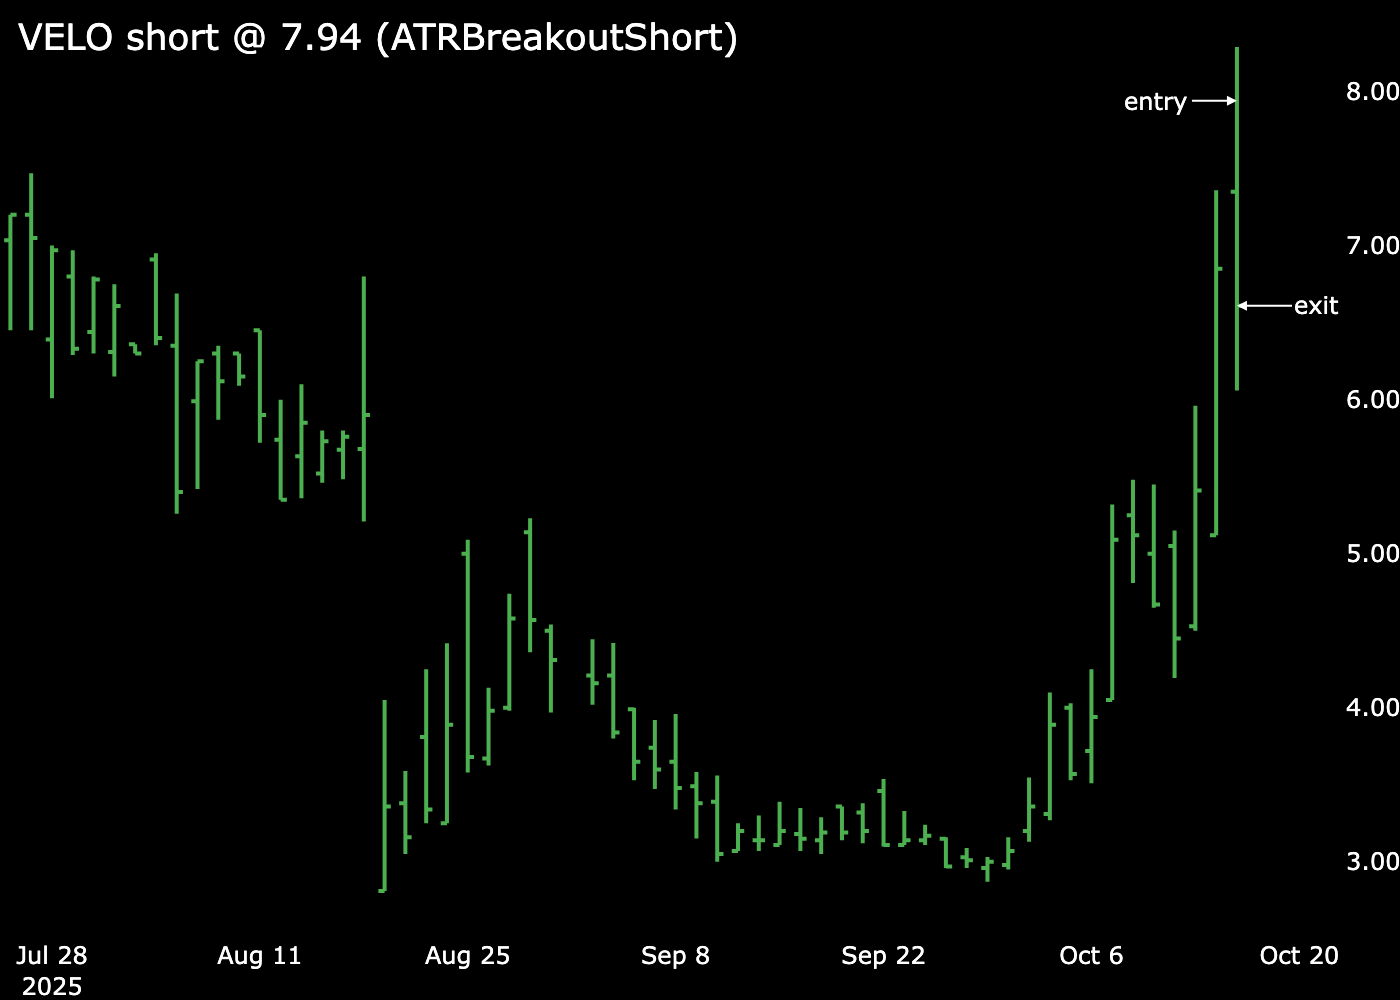 VELO short @ 7.94 (ATRBreakoutShort)
entry
exit
8.00
7.00
6.00
5.00
4.00
3.00
Jul 28
2025
Aug 11
Aug 25
Sep 8
Sep 22
Oct 6
Oct 20